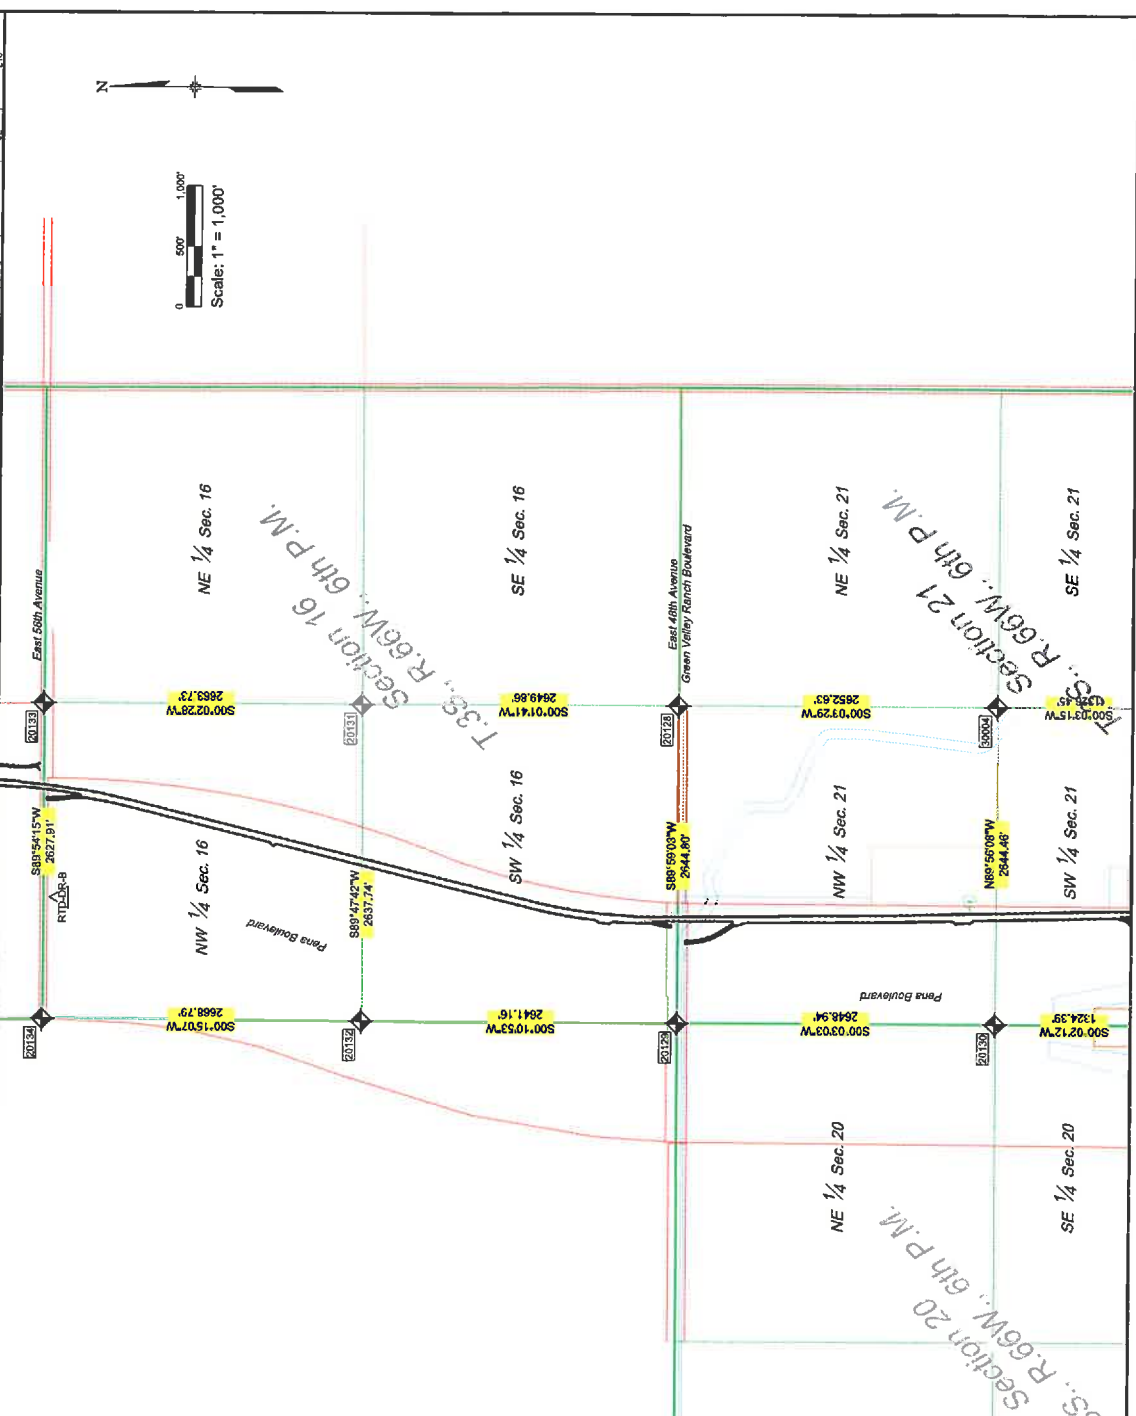 N
0 500' 1,000'
Scale: 1" = 1,000'
East 56th Avenue
20133
S89°54'15"W
2627.91'
RTD-DR-B
20134
NE 1/4 Sec. 16
S00°02'28"W
2663.73'
NW 1/4 Sec. 16
S00°15'07"W
2668.79'
Section 16
T.3S., R.66W., 6th P.M.
Pena Boulevard
20131
S89°47'42"W
2637.74'
20132
SE 1/4 Sec. 16
S00°01'41"W
2649.86'
SW 1/4 Sec. 16
S00°10'53"W
2641.16'
East 48th Avenue
Green Valley Ranch Boulevard
20128
S89°59'03"W
2644.80'
20129
NE 1/4 Sec. 21
S00°03'29"W
2652.63'
NW 1/4 Sec. 21
Pena Boulevard
S00°03'03"W
2648.94'
NE 1/4 Sec. 20
Section 21
R.66W., 6th P.M.
30004
N89°56'08"W
2644.46'
20130
SE 1/4 Sec. 21
S00°03'15"W
SW 1/4 Sec. 21
S00°02'12"W
1324.39'
SE 1/4 Sec. 20
Section 20
R.66W., 6th P.M.